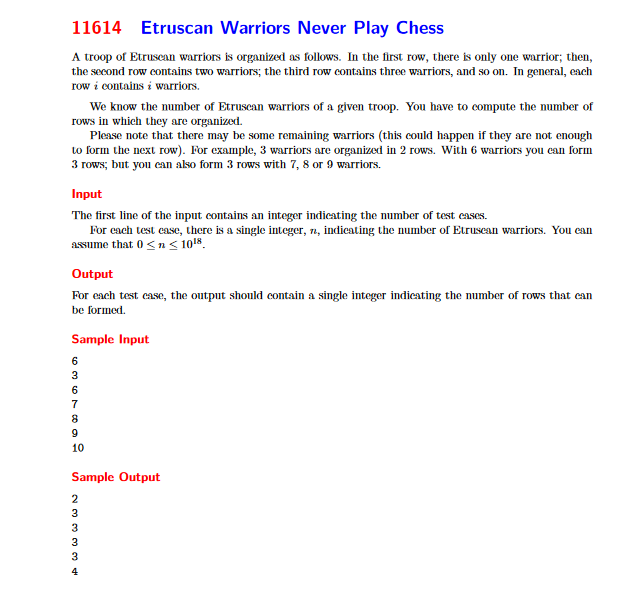 11614 Etruscan Warriors Never Play Chess
A troop of Etruscan warriors is organized as follows. In the first row, there is only one warrior; then,
the second row contains two warriors; the third row contains three warriors, and so on. In general, each
row i contains i warriors.
We know the number of Etruscan warriors of a given troop. You have to compute the number of
rows in which they are organized.
Please note that there may be some remaining warriors (this could happen if they are not enough
to form the next row). For example, 3 warriors are organized in 2 rows. With 6 warriors you can form
3 rows; but you can also form 3 rows with 7, 8 or 9 warriors.
Input
The first line of the input contains an integer indicating the number of test cases.
For each test case, there is a single integer, n, indicating the number of Etruscan warriors. You can
assume that 0 ≤ n ≤ 10¹⁸.
Output
For each test case, the output should contain a single integer indicating the number of rows that can
be formed.
Sample Input
6
3
6
7
8
9
10
Sample Output
2
3
3
3
3
4